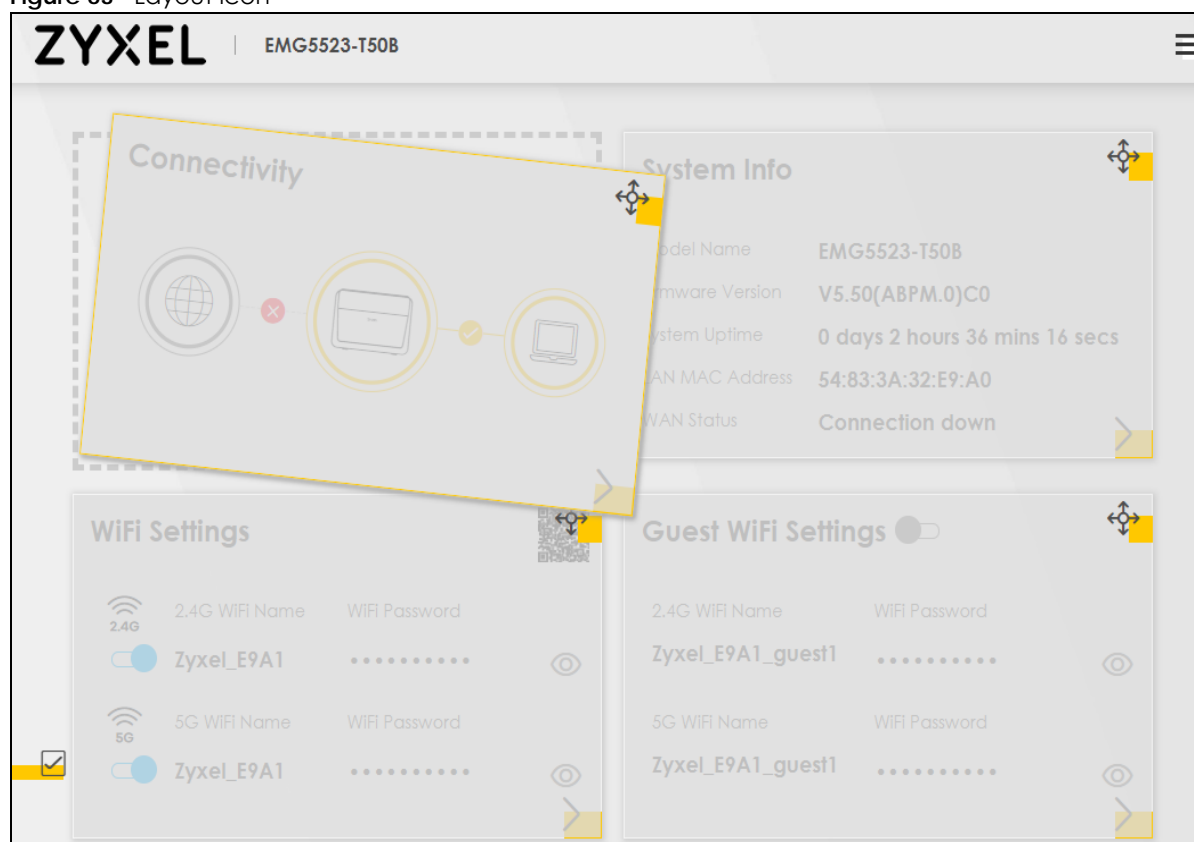 Layout icon
ZYXEL EMG5523-T50B
Connectivity
System Info
Model Name EMG5523-T50B
Firmware Version V5.50(ABPM.0)C0
System Uptime 0 days 2 hours 36 mins 16 secs
MAC Address 54:83:3A:32:E9:A0
WAN Status Connection down
WiFi Settings
2.4G WiFi Name WiFi Password
2.4G
Zyxel_E9A1 ••••••••••
5G WiFi Name WiFi Password
5G
Zyxel_E9A1 ••••••••••
Guest WiFi Settings
2.4G WiFi Name WiFi Password
Zyxel_E9A1_guest1 ••••••••••
5G WiFi Name WiFi Password
Zyxel_E9A1_guest1 ••••••••••